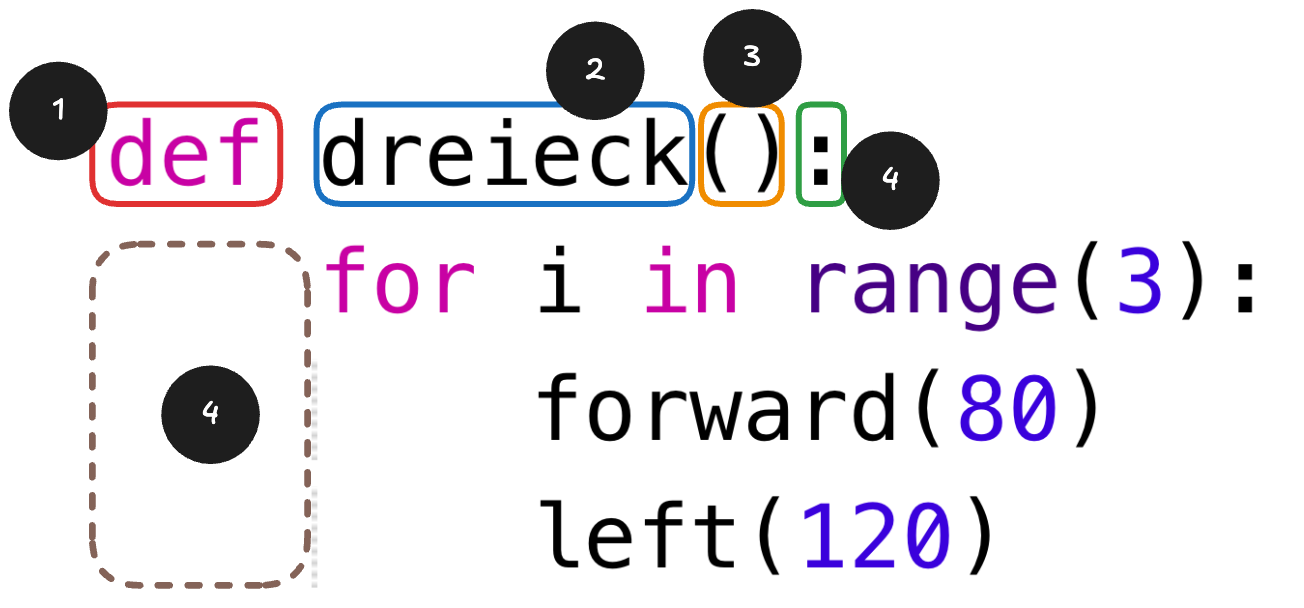 1 2 3
def dreieck():
4
for i in range(3):
4
forward(80)
left(120)